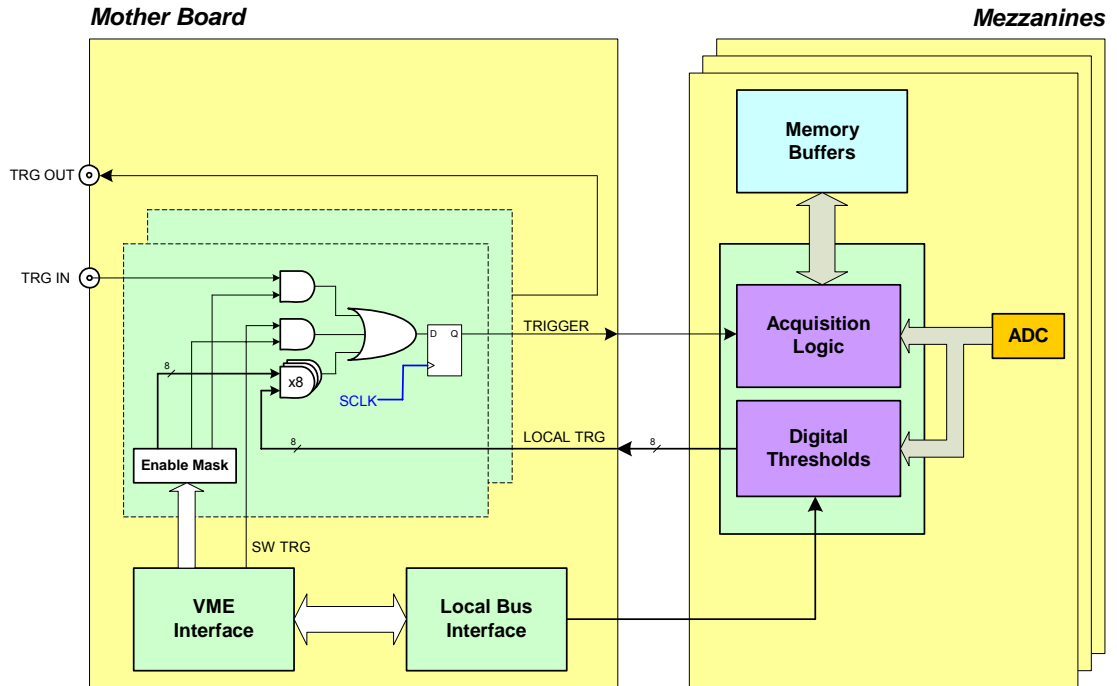 Mother Board
Mezzanines
Memory
Buffers
TRG OUT
TRG IN
D Q
TRIGGER
Acquisition
Logic
ADC
8
x8
SCLK
LOCAL TRG
8
8
Digital
Thresholds
Enable Mask
SW TRG
VME
Interface
Local Bus
Interface